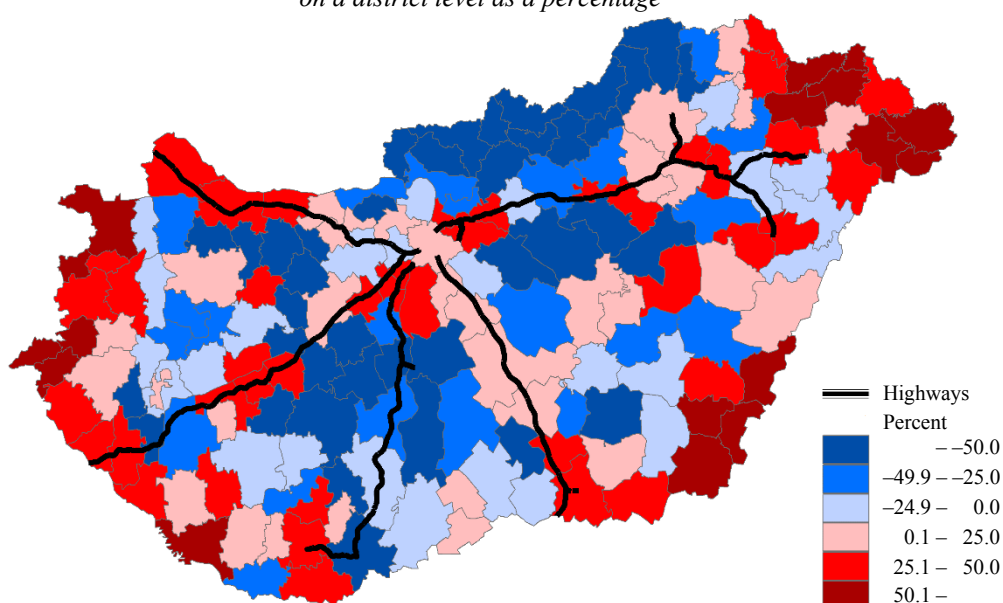 on a district level as a percentage
Highways
Percent
– –50.0
–49.9 – –25.0
–24.9 – 0.0
0.1 – 25.0
25.1 – 50.0
50.1 –